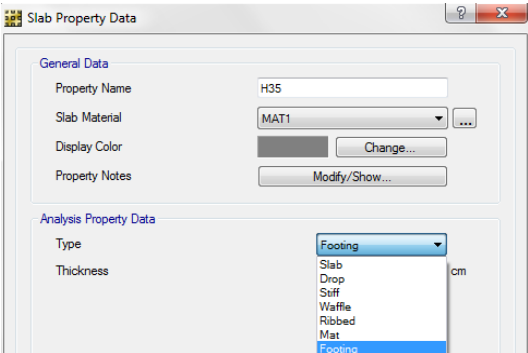 Slab Property Data
General Data
Property Name H35
Slab Material MAT1 ...
Display Color Change...
Property Notes Modify/Show...
Analysis Property Data
Type Footing
Thickness cm
Slab
Drop
Stiff
Waffle
Ribbed
Mat
Footing